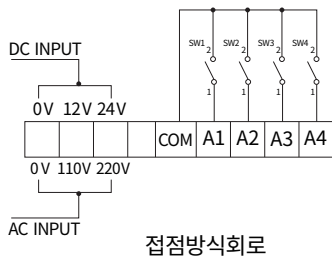 DC INPUT
SW1 2 SW2 2 SW3 2 SW4 2
1 1 1 1
0V 12V 24V
COM A1 A2 A3 A4
0V 110V 220V
AC INPUT
접점방식회로